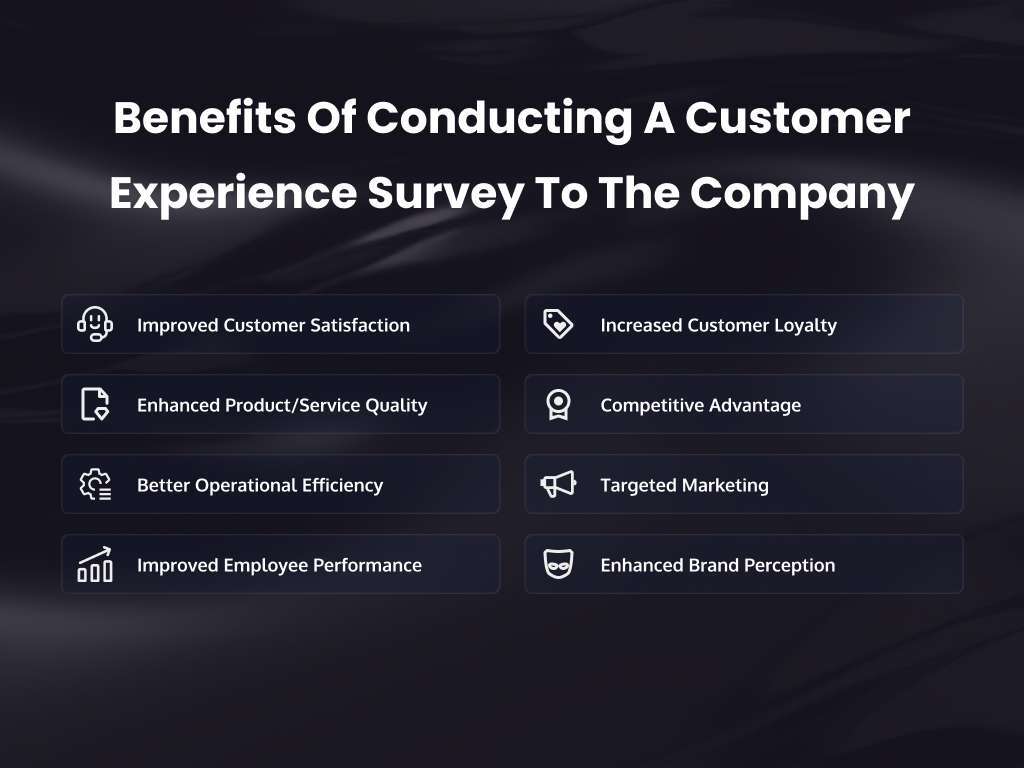 Benefits Of Conducting A Customer
Experience Survey To The Company
Improved Customer Satisfaction
Increased Customer Loyalty
Enhanced Product/Service Quality
Competitive Advantage
Better Operational Efficiency
Targeted Marketing
Improved Employee Performance
Enhanced Brand Perception